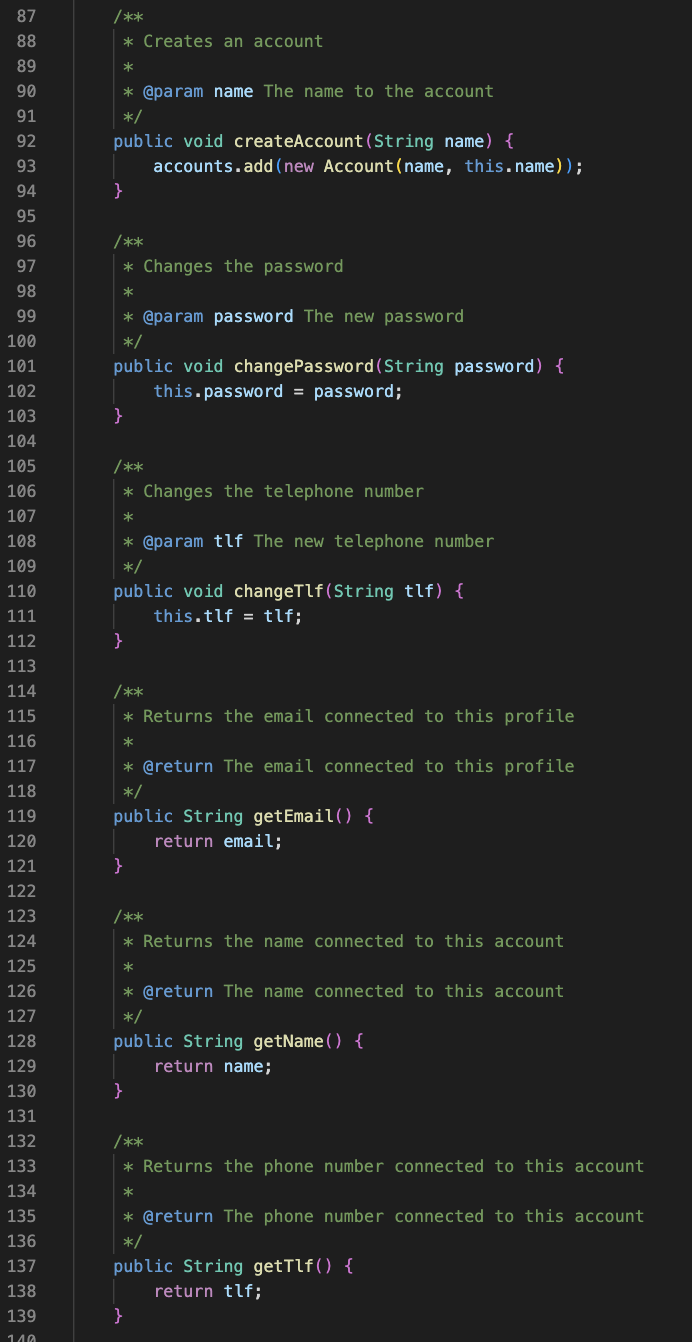 87 /**
88 * Creates an account
89 *
90 * @param name The name to the account
91 */
92 public void createAccount(String name) {
93 accounts.add(new Account(name, this.name));
94 }
95
96 /**
97 * Changes the password
98 *
99 * @param password The new password
100 */
101 public void changePassword(String password) {
102 this.password = password;
103 }
104
105 /**
106 * Changes the telephone number
107 *
108 * @param tlf The new telephone number
109 */
110 public void changeTlf(String tlf) {
111 this.tlf = tlf;
112 }
113
114 /**
115 * Returns the email connected to this profile
116 *
117 * @return The email connected to this profile
118 */
119 public String getEmail() {
120 return email;
121 }
122
123 /**
124 * Returns the name connected to this account
125 *
126 * @return The name connected to this account
127 */
128 public String getName() {
129 return name;
130 }
131
132 /**
133 * Returns the phone number connected to this account
134 *
135 * @return The phone number connected to this account
136 */
137 public String getTlf() {
138 return tlf;
139 }
140